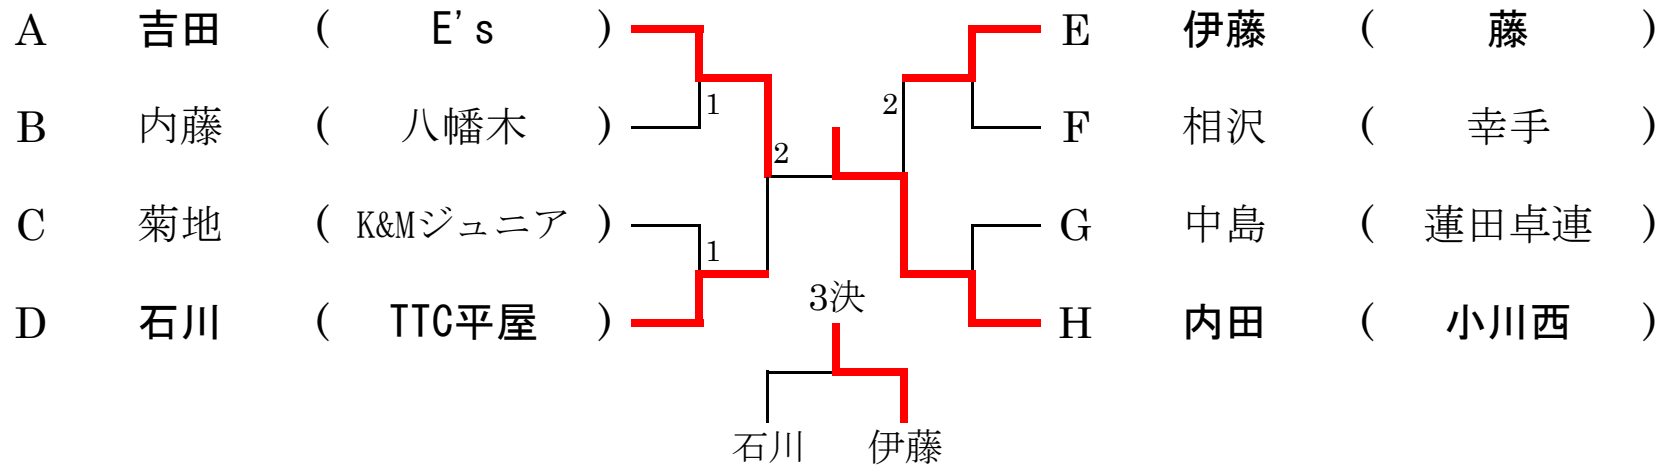 A 吉田 ( E's ) E 伊藤 ( 藤 )
1 2
B 内藤 ( 八幡木 ) F 相沢 ( 幸手 )
2
C 菊地 ( K&Mジュニア ) G 中島 ( 蓮田卓連 )
1
3決
D 石川 ( TTC平屋 ) H 内田 ( 小川西 )
石川 伊藤